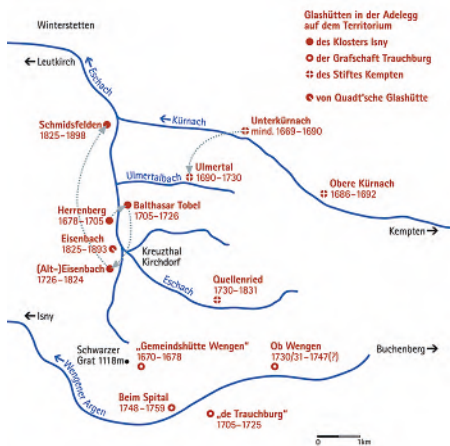 Glashütten in der Adelegg
auf dem Territorium
des Klosters Isny
der Grafschaft Trauchburg
des Stiftes Kempten
von Quadt'sche Glashütte
Winterstetten
←Leutkirch
Eschach
Kürnach
Schmidsfelden
1825–1898
Unterkürnach
mind. 1669–1690
Ulmertal
1690–1730
Ulmertalbach
Obere Kürnach
1686–1692
Balthasar Tobel
1705–1726
Herrenberg
1678–1705
Kempten
Eisenbach
1825–1893
Kreuzthal
Kirchdorf
(Alt-)Eisenbach
1726–1824
Eschach
Quellenried
1730–1831
←Isny
Schwarzer
Grat 1118m
„Gemeindshütte Wengen"
1670–1678
Ob Wengen
1730/31–1747(?)
Buchenberg→
Wengener
Argen
Beim Spital
1748–1759
„de Trauchburg"
1705–1725
0 1km